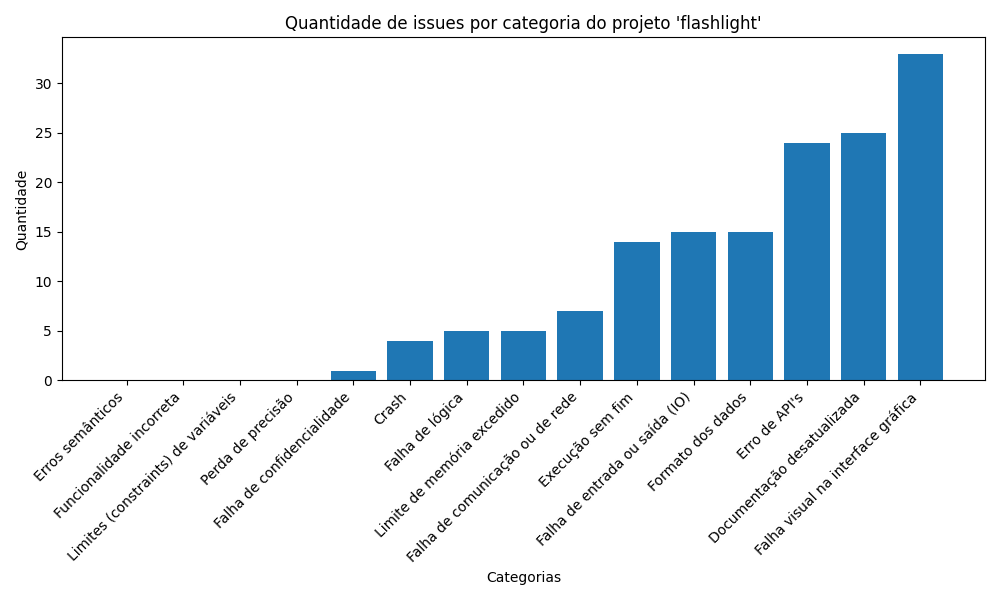 Quantidade de issues por categoria do projeto 'flashlight'
Quantidade
30
25
20
15
10
5
0
Erros semânticos
Funcionalidade incorreta
Limites (constraints) de variáveis
Perda de precisão
Falha de confidencialidade
Crash
Falha de lógica
Limite de memória excedido
Falha de comunicação ou de rede
Execução sem fim
Falha de entrada ou saída (IO)
Formato dos dados
Erro de API's
Documentação desatualizada
Falha visual na interface gráfica
Categorias